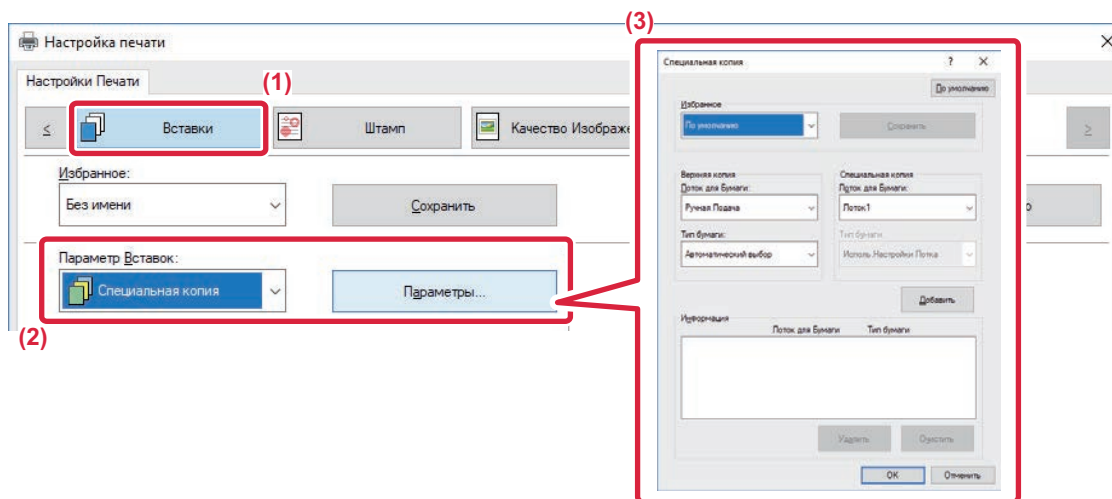 (3)
Настройка печати
Настройки Печати
(1)
<
Вставки
Штамп
Качество Изображе
>
Избранное:
Без имени
Сохранить
о
Параметр Вставок:
Специальная копия
Параметры...
(2)
Специальная копия
?
По умолчанию
Избранное
По умолчанию
Сохранить
Верхняя копия
Специальная копия
Лоток для Бумаги:
Лоток для Бумаги:
Ручная Подача
Лоток1
Тип бумаги:
Тип бумаги:
Автоматический выбор
Исполь.Настройки Лотка
Добавить
Информация
Лоток для Бумаги
Тип бумаги
Удалить
Очистить
OK
Отменить